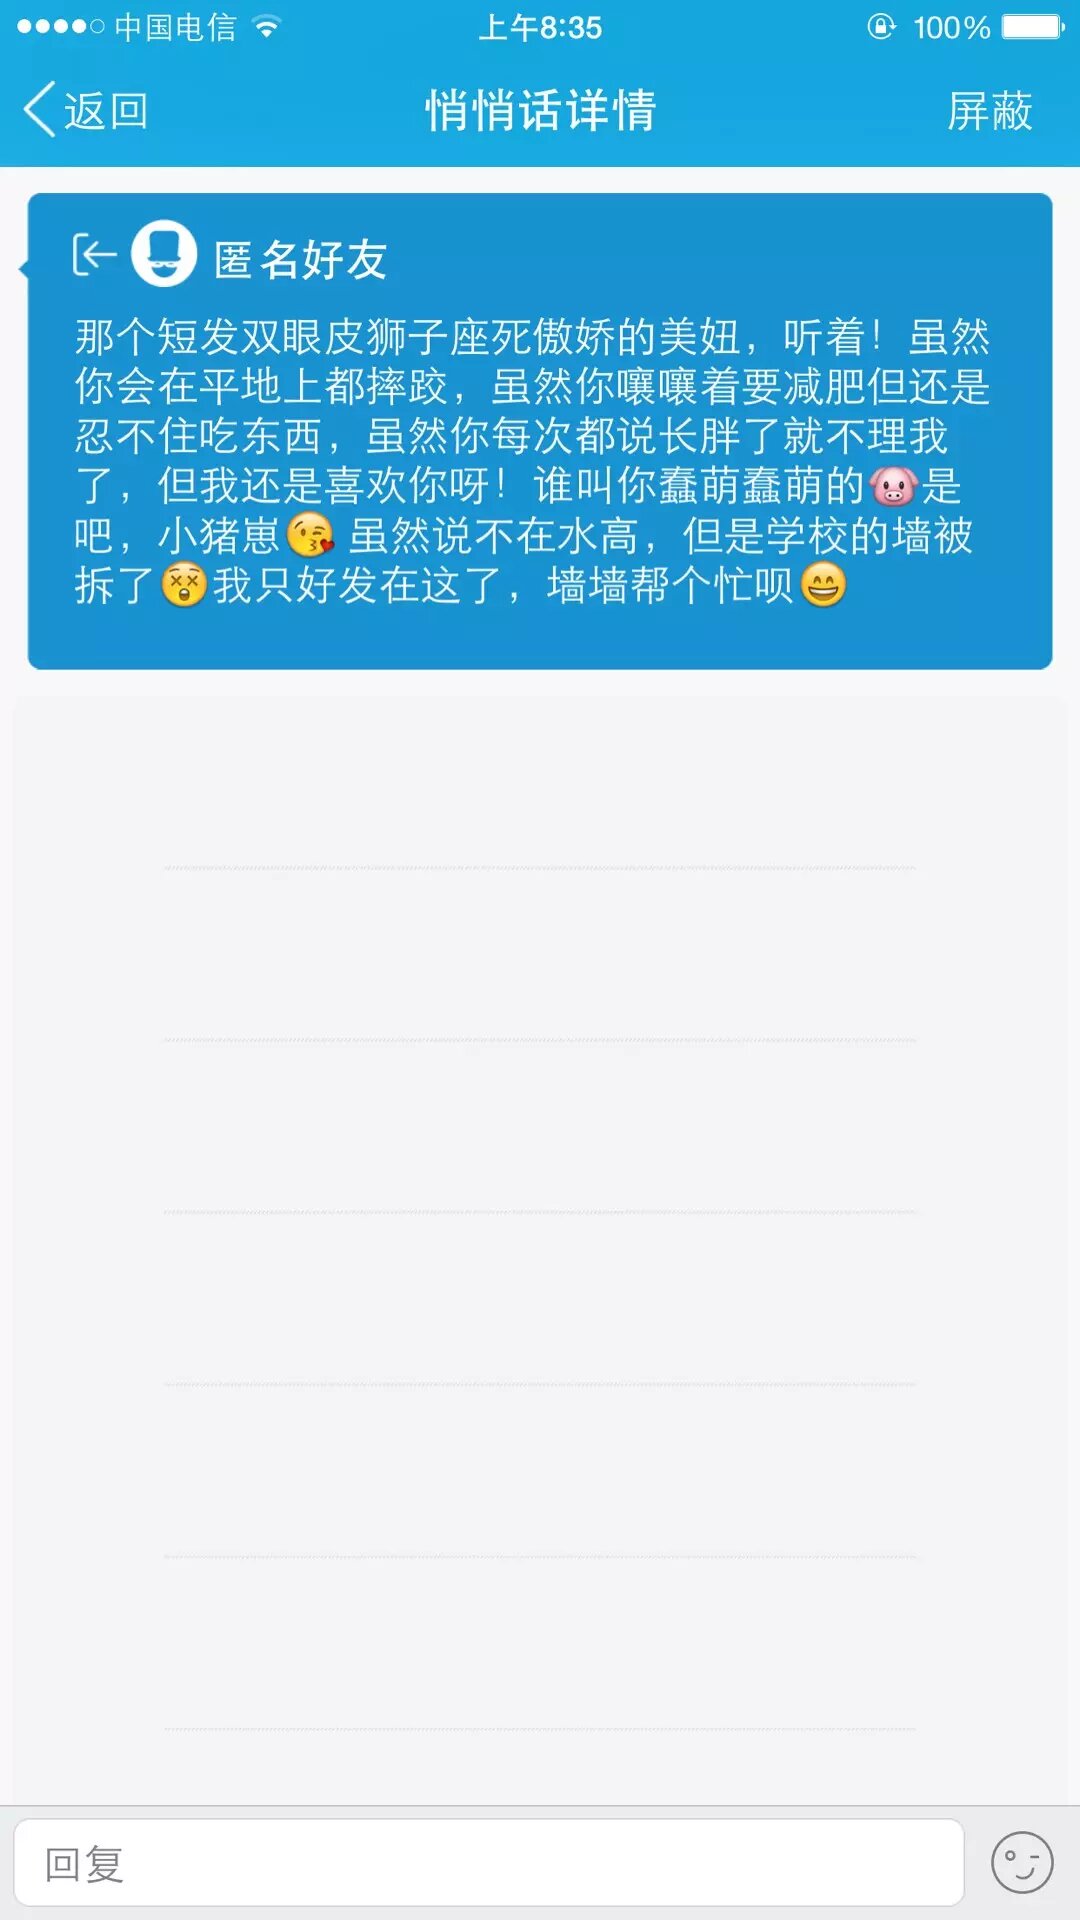 中国电信 上午8:35 100%
返回 悄悄话详情 屏蔽
匿名好友
那个短发双眼皮狮子座死傲娇的美妞，听着！虽然
你会在平地上都摔跤，虽然你嚷嚷着要减肥但还是
忍不住吃东西，虽然你每次都说长胖了就不理我
了，但我还是喜欢你呀！谁叫你蠢萌蠢萌的🐷是
吧，小猪崽😘 虽然说不在水高，但是学校的墙被
拆了😲我只好发在这了，墙墙帮个忙呗😄
回复